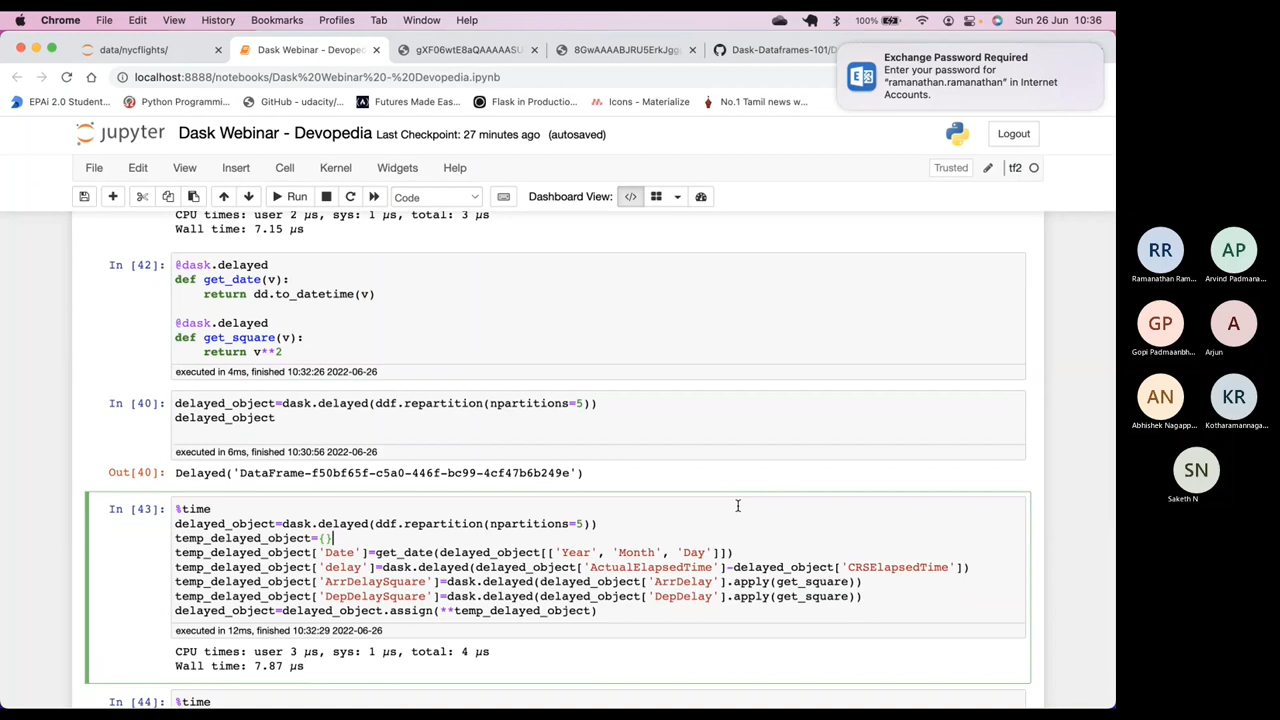 Chrome File Edit View History Bookmarks Profiles Tab Window Help 100% Sun 26 Jun 10:36
data/nycflights/ Dask Webinar - Devoped gXF06wtE8aQAAAAASU 8GwAAAABJRU5ErkJgg Dask-Dataframes-101/D
localhost:8888/notebooks/Dask%20Webinar%20-%20Devopedia.ipynb
Exchange Password Required
Enter your password for
"ramanathan.ramanathan" in Internet
Accounts.
EPAi 2.0 Student... Python Programmi... GitHub - udacity/... Futures Made Eas... Flask in Productio... Icons - Materialize No.1 Tamil news w...
jupyter Dask Webinar - Devopedia Last Checkpoint: 27 minutes ago (autosaved) Logout
File Edit View Insert Cell Kernel Widgets Help Trusted tf2
Run Code Dashboard View:
CPU times: user 2 µs, sys: 1 µs, total: 3 µs
Wall time: 7.15 µs
In [42]: @dask.delayed
def get_date(v):
return dd.to_datetime(v)
@dask.delayed
def get_square(v):
return v**2
executed in 4ms, finished 10:32:26 2022-06-26
In [40]: delayed_object=dask.delayed(ddf.repartition(npartitions=5))
delayed_object
executed in 6ms, finished 10:30:56 2022-06-26
Out[40]: Delayed('DataFrame-f50bf65f-c5a0-446f-bc99-4cf47b6b249e')
In [43]: %time
delayed_object=dask.delayed(ddf.repartition(npartitions=5))
temp_delayed_object={}
temp_delayed_object['Date']=get_date(delayed_object[['Year', 'Month', 'Day']])
temp_delayed_object['delay']=dask.delayed(delayed_object['ActualElapsedTime']-delayed_object['CRSElapsedTime'])
temp_delayed_object['ArrDelaySquare']=dask.delayed(delayed_object['ArrDelay'].apply(get_square))
temp_delayed_object['DepDelaySquare']=dask.delayed(delayed_object['DepDelay'].apply(get_square))
delayed_object=delayed_object.assign(**temp_delayed_object)
executed in 12ms, finished 10:32:29 2022-06-26
CPU times: user 3 µs, sys: 1 µs, total: 4 µs
Wall time: 7.87 µs
In [44]: %time
RR AP
Ramanathan Ram... Arvind Padmana...
GP A
Gopi Padmaanbh... Arjun
AN KR
Abhishek Nagapp... Kotharamannaga...
SN
Saketh N